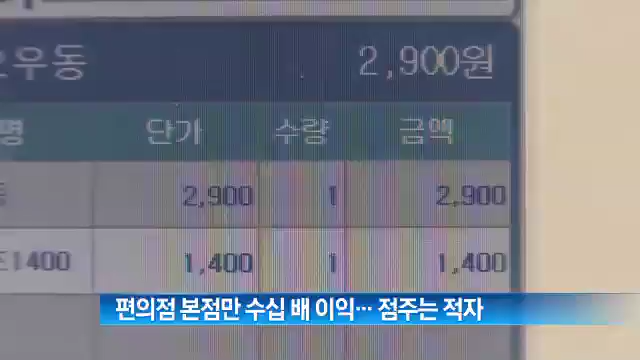 우동 2,900원
명 단가 수량 금액
2,900 1 2,900
1400 1,400 1 1,400
편의점 본점만 수십 배 이익… 점주는 적자